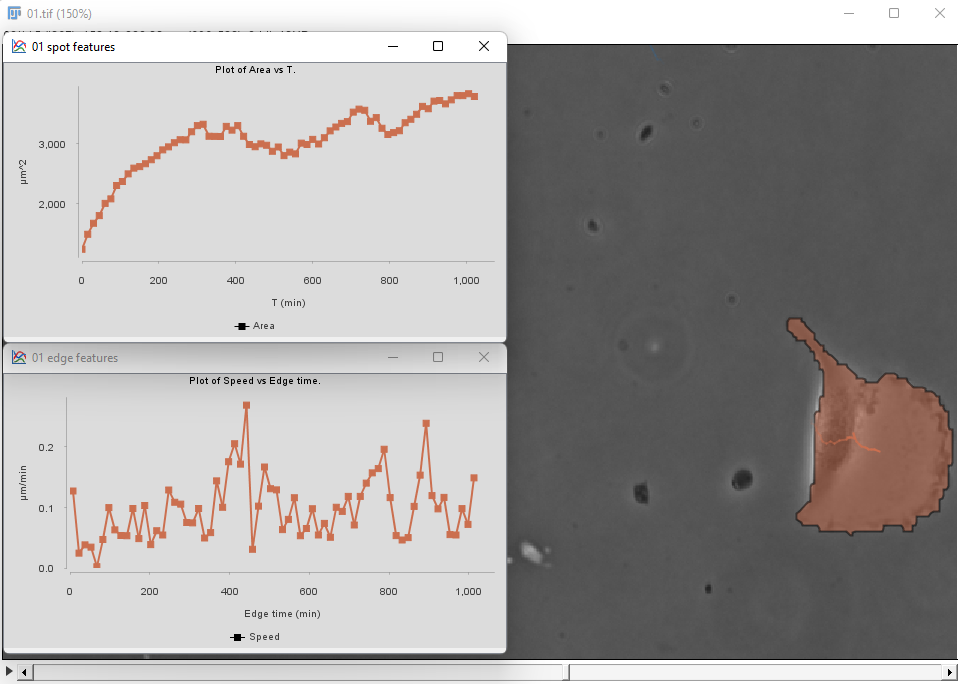 01.tif (150%)
01 spot features
Plot of Area vs T.
3,000
µm^2
2,000
0 200 400 600 800 1,000
T (min)
Area
01 edge features
Plot of Speed vs Edge time.
0.2
µm/min
0.1
0.0
0 200 400 600 800 1,000
Edge time (min)
Speed